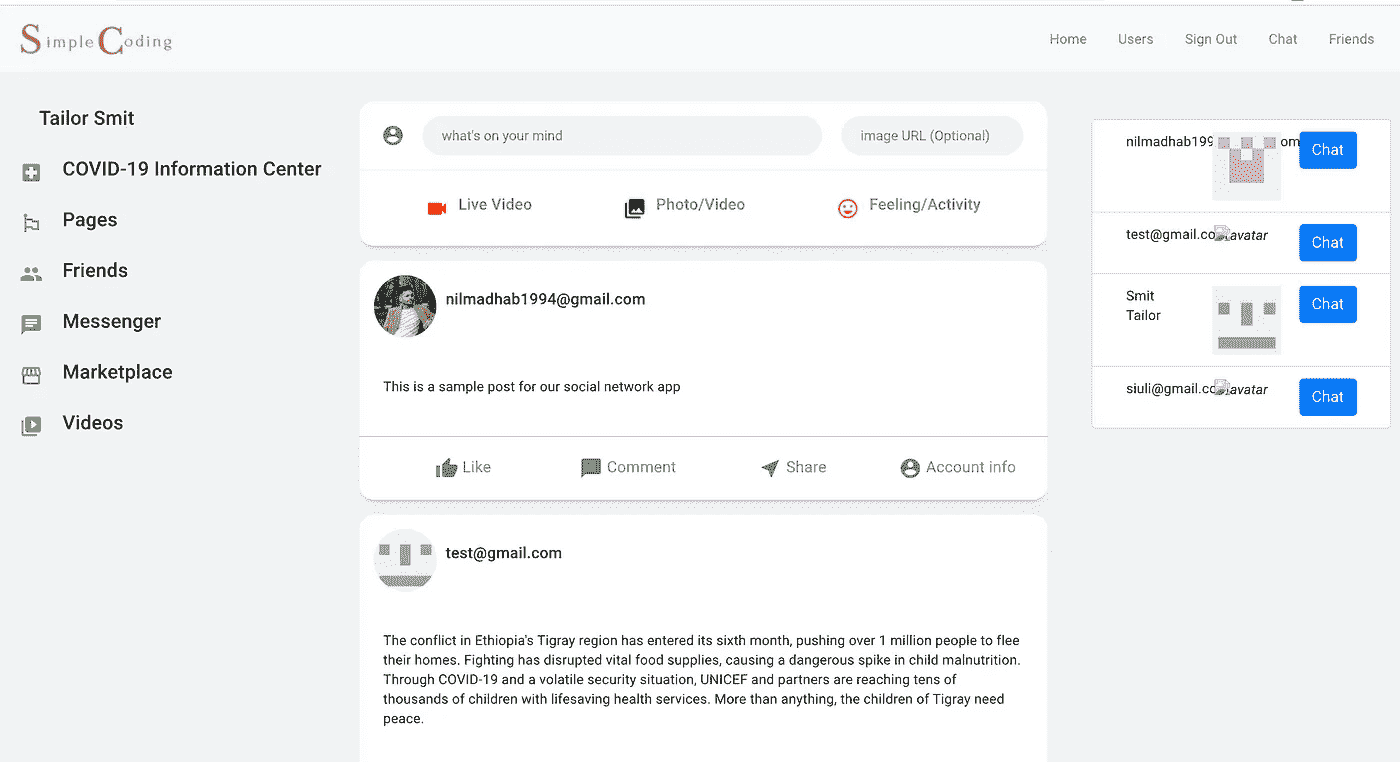 Simple Coding
Home
Users
Sign Out
Chat
Friends
Tailor Smit
COVID-19 Information Center
Pages
Friends
Messenger
Marketplace
Videos
what's on your mind
image URL (Optional)
Live Video
Photo/Video
Feeling/Activity
nilmadhab1994@gmail.com
This is a sample post for our social network app
Like
Comment
Share
Account info
test@gmail.com
The conflict in Ethiopia's Tigray region has entered its sixth month, pushing over 1 million people to flee
their homes. Fighting has disrupted vital food supplies, causing a dangerous spike in child malnutrition.
Through COVID-19 and a volatile security situation, UNICEF and partners are reaching tens of
thousands of children with lifesaving health services. More than anything, the children of Tigray need
peace.
nilmadhab199 om
Chat
test@gmail.co avatar
Chat
Smit
Tailor
Chat
siuli@gmail.co avatar
Chat